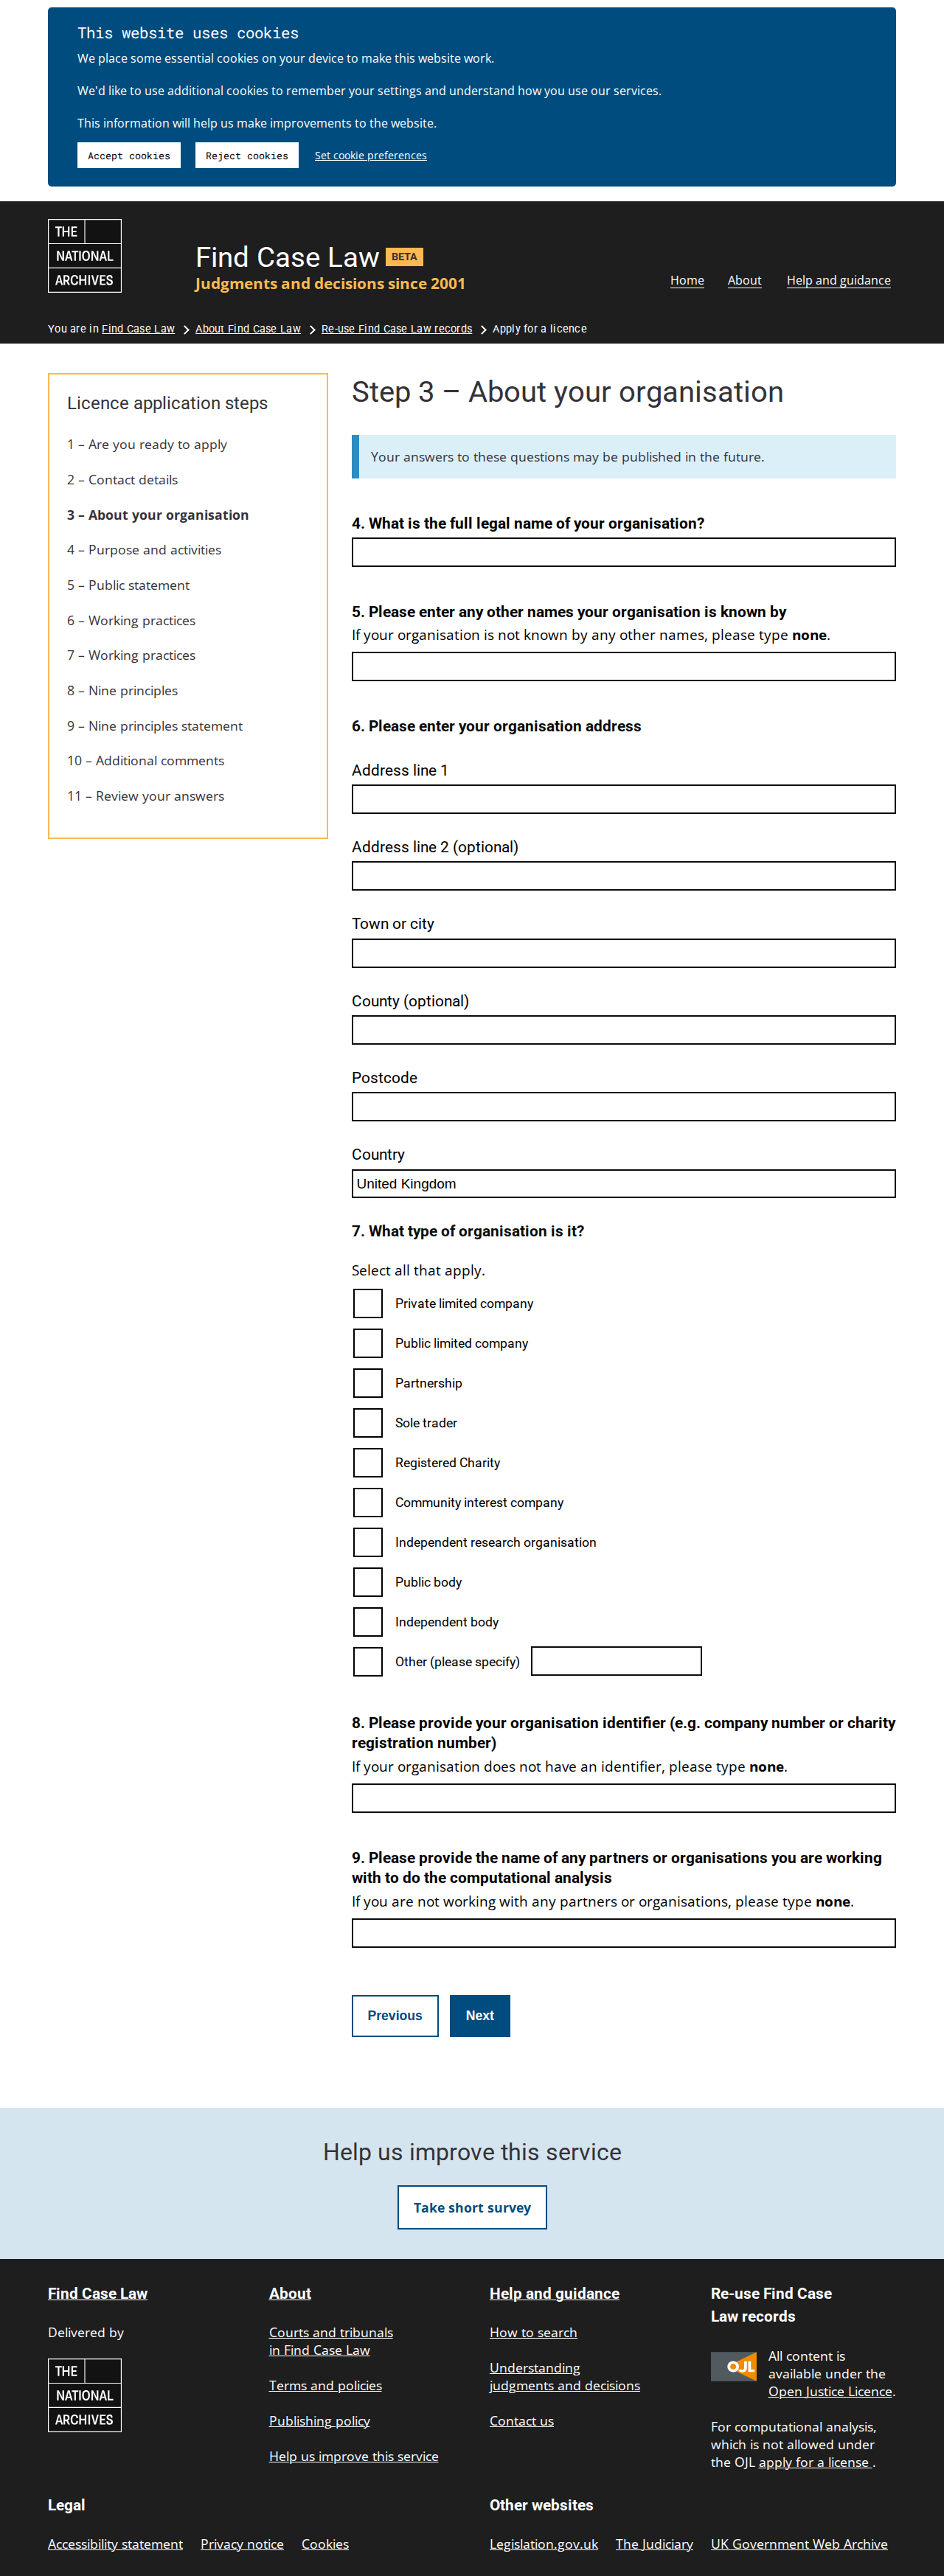 This website uses cookies
We place some essential cookies on your device to make this website work.
We'd like to use additional cookies to remember your settings and understand how you use our services.
This information will help us make improvements to the website.
Accept cookies Reject cookies Set cookie preferences
THE
NATIONAL
ARCHIVES
Find Case Law BETA
Judgments and decisions since 2001
Home About Help and guidance
You are in Find Case Law About Find Case Law Re-use Find Case Law records Apply for a licence
Licence application steps
1 – Are you ready to apply
2 – Contact details
3 – About your organisation
4 – Purpose and activities
5 – Public statement
6 – Working practices
7 – Working practices
8 – Nine principles
9 – Nine principles statement
10 – Additional comments
11 – Review your answers
Step 3 – About your organisation
Your answers to these questions may be published in the future.
4. What is the full legal name of your organisation?
5. Please enter any other names your organisation is known by
If your organisation is not known by any other names, please type none.
6. Please enter your organisation address
Address line 1
Address line 2 (optional)
Town or city
County (optional)
Postcode
Country
United Kingdom
7. What type of organisation is it?
Select all that apply.
Private limited company
Public limited company
Partnership
Sole trader
Registered Charity
Community interest company
Independent research organisation
Public body
Independent body
Other (please specify)
8. Please provide your organisation identifier (e.g. company number or charity
registration number)
If your organisation does not have an identifier, please type none.
9. Please provide the name of any partners or organisations you are working
with to do the computational analysis
If you are not working with any partners or organisations, please type none.
Previous Next
Help us improve this service
Take short survey
Find Case Law
Delivered by
THE
NATIONAL
ARCHIVES
About
Courts and tribunals
in Find Case Law
Terms and policies
Publishing policy
Help us improve this service
Help and guidance
How to search
Understanding
judgments and decisions
Contact us
Re-use Find Case
Law records
OJL
All content is
available under the
Open Justice Licence.
For computational analysis,
which is not allowed under
the OJL apply for a license .
Legal
Accessibility statement Privacy notice Cookies
Other websites
Legislation.gov.uk The Judiciary UK Government Web Archive